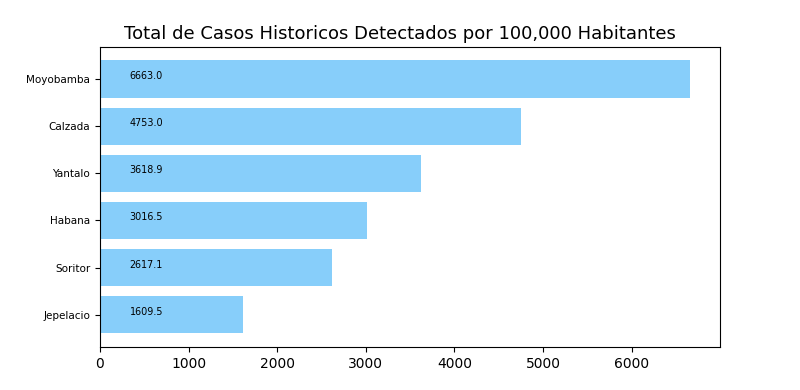 Total de Casos Historicos Detectados por 100,000 Habitantes
Moyobamba 6663.0
Calzada 4753.0
Yantalo 3618.9
Habana 3016.5
Soritor 2617.1
Jepelacio 1609.5
0 1000 2000 3000 4000 5000 6000